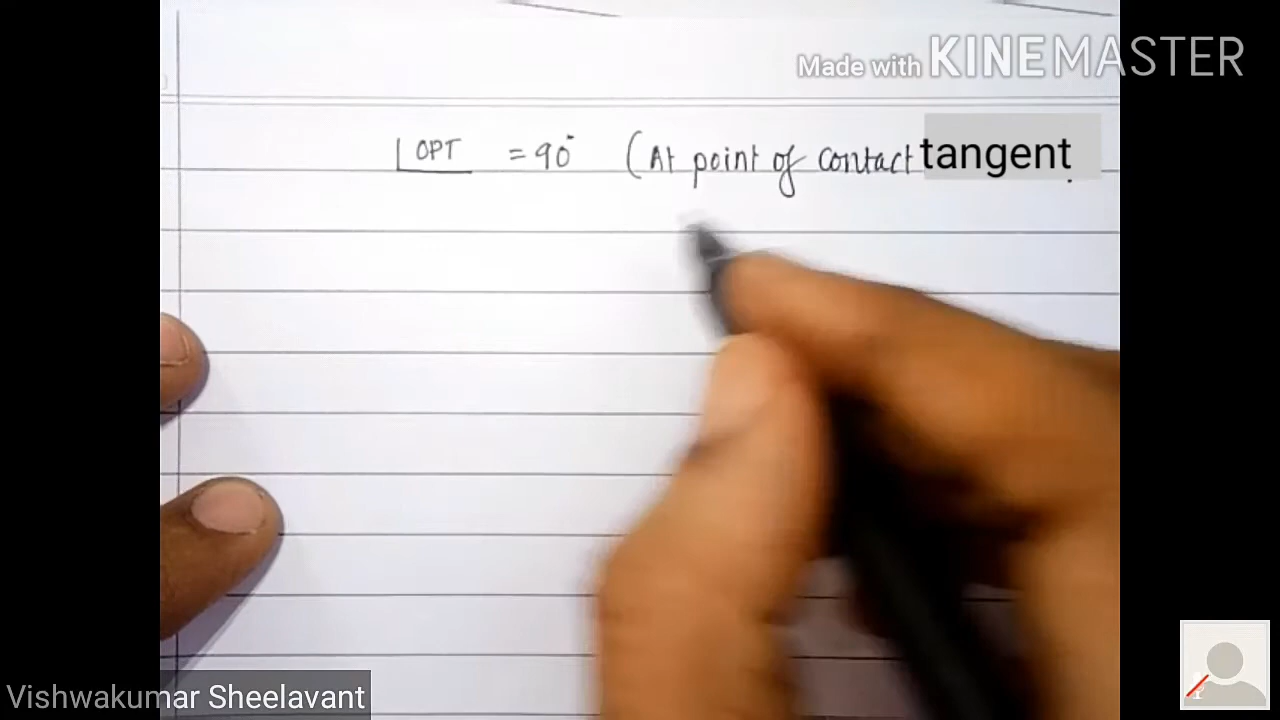 Made with KINEMASTER
∠OPT = 90° (At point of contact tangent
Vishwakumar Sheelavant